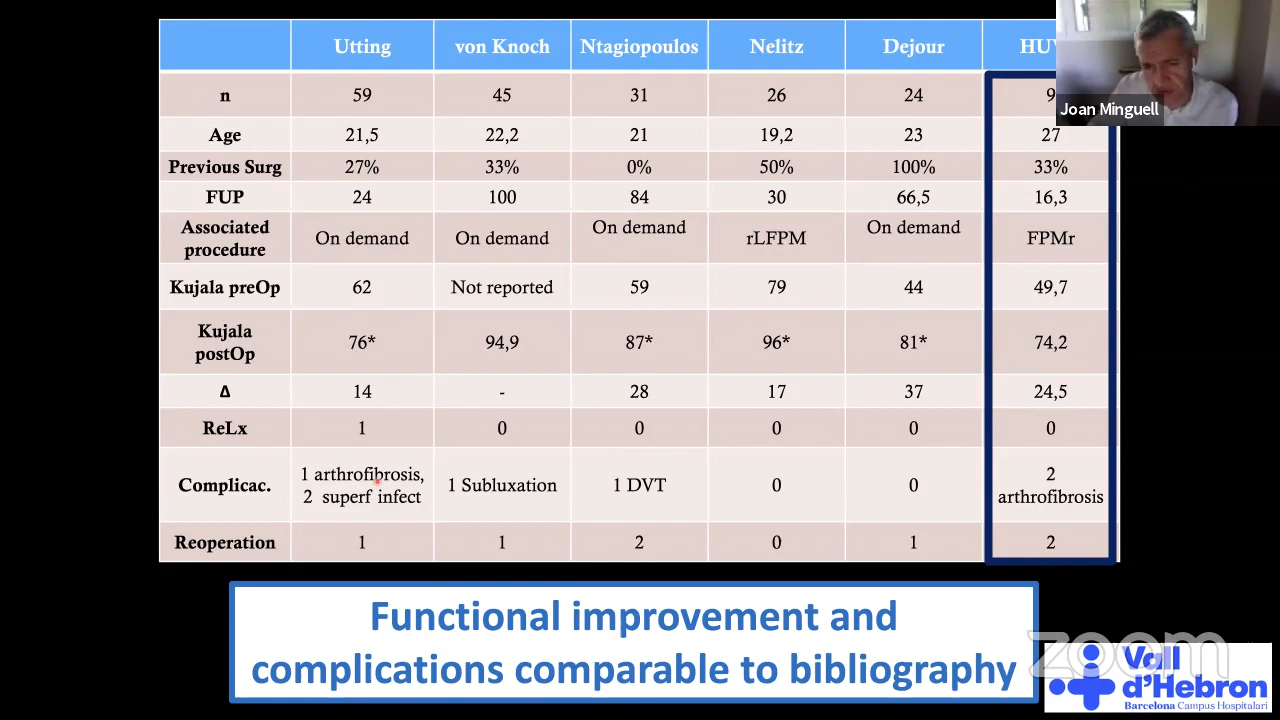 Utting von Knoch Ntagiopoulos Nelitz Dejour
n 59 45 31 26 24
Age 21,5 22,2 21 19,2 23 27
Previous Surg 27% 33% 0% 50% 100% 33%
FUP 24 100 84 30 66,5 16,3
Associated procedure On demand On demand On demand rLFPM On demand FPMr
Kujala preOp 62 Not reported 59 79 44 49,7
Kujala postOp 76* 94,9 87* 96* 81* 74,2
Δ 14 - 28 17 37 24,5
ReLx 1 0 0 0 0 0
Complicac. 1 arthrofibrosis, 2 superf infect 1 Subluxation 1 DVT 0 0 2 arthrofibrosis
Reoperation 1 1 2 0 1 2
Joan Minguell
Functional improvement and
complications comparable to bibliography
zoom
Vall
d'Hebron
Barcelona Campus Hospitalari